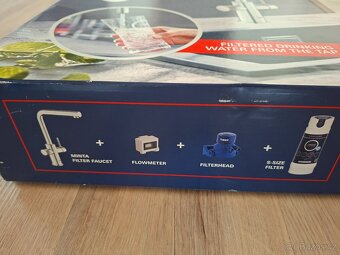 FILTERED DRINKING
WATER FROM THE TAP
+
+
+
MINTA
FILTER FAUCET
FLOWMETER
FILTERHEAD
S-SIZE
FILTER